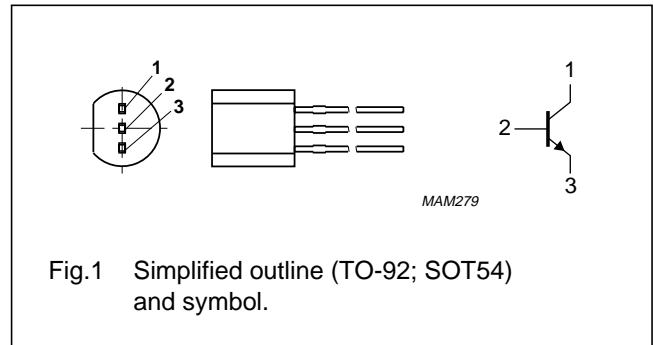 1
2
3
1
2
3
MAM279
Fig.1 Simplified outline (TO-92; SOT54)
and symbol.